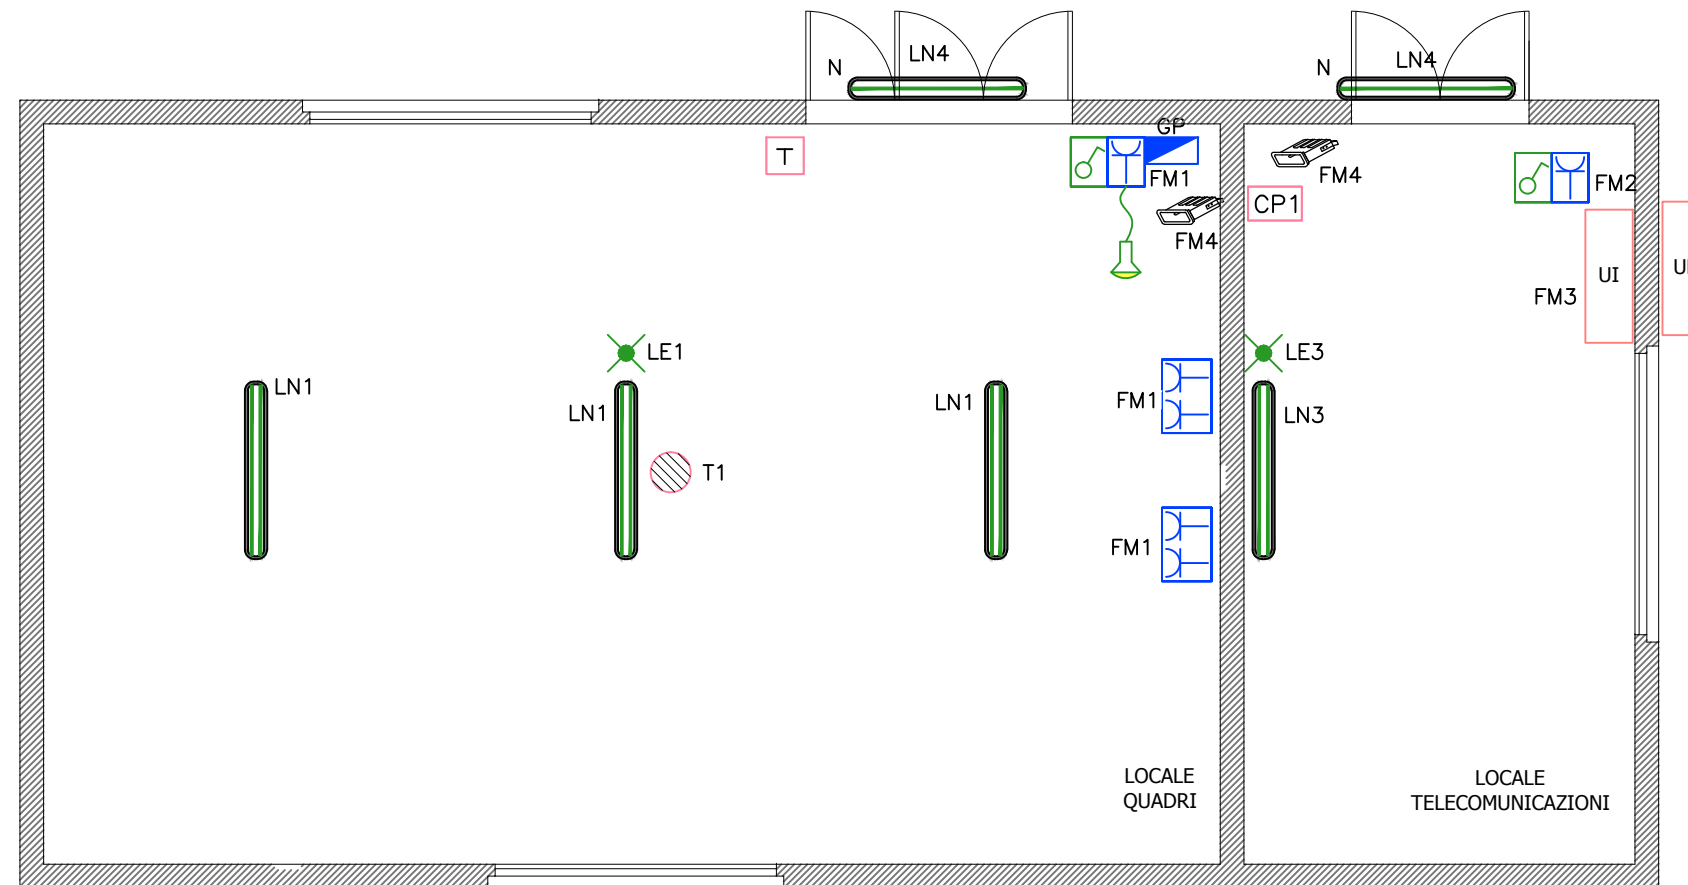 N
LN4
N
LN4
T
GP
FM1
FM4
FM4
CP1
FM2
UI
FM3
LE1
LE3
LN1
LN1
LN1
FM1
LN3
T1
FM1
LOCALE
QUADRI
LOCALE
TELECOMUNICAZIONI